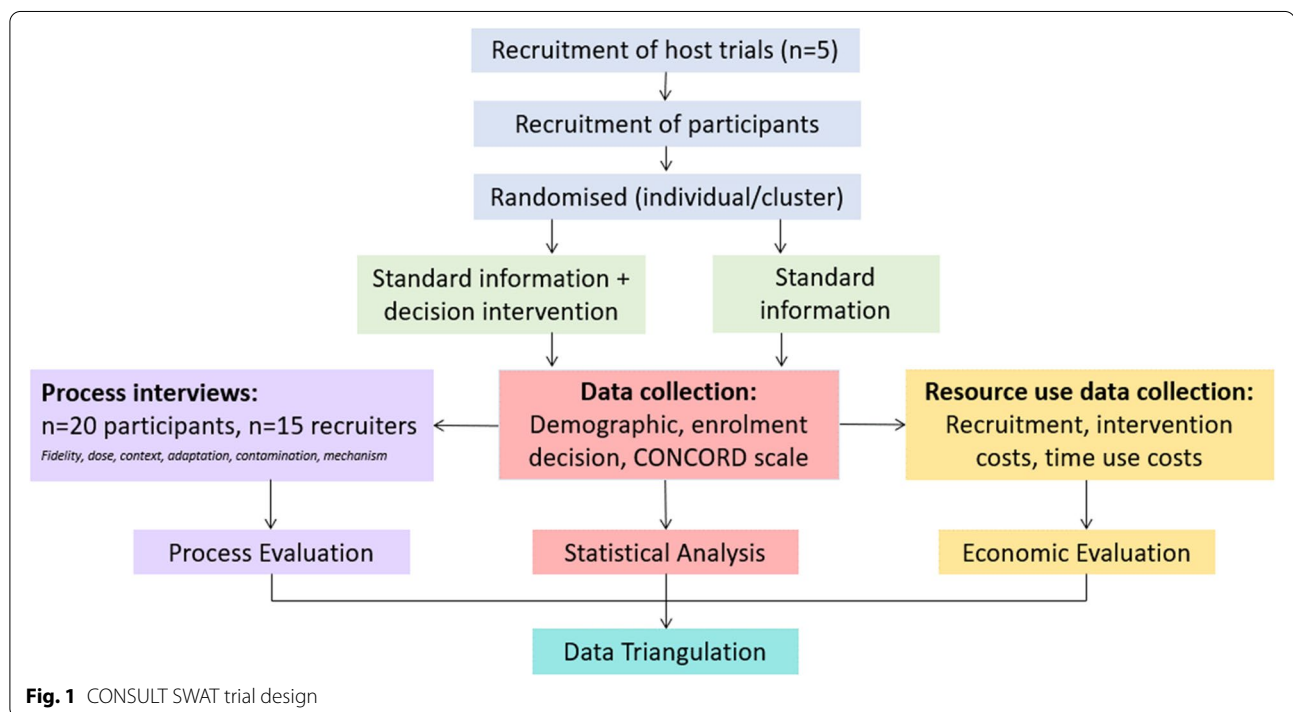 Recruitment of host trials (n=5)
Recruitment of participants
Randomised (individual/cluster)
Standard information +
decision intervention
Standard
information
Process interviews:
n=20 participants, n=15 recruiters
Fidelity, dose, context, adaptation, contamination, mechanism
Data collection:
Demographic, enrolment
decision, CONCORD scale
Resource use data collection:
Recruitment, intervention
costs, time use costs
Process Evaluation
Statistical Analysis
Economic Evaluation
Data Triangulation
Fig. 1 CONSULT SWAT trial design